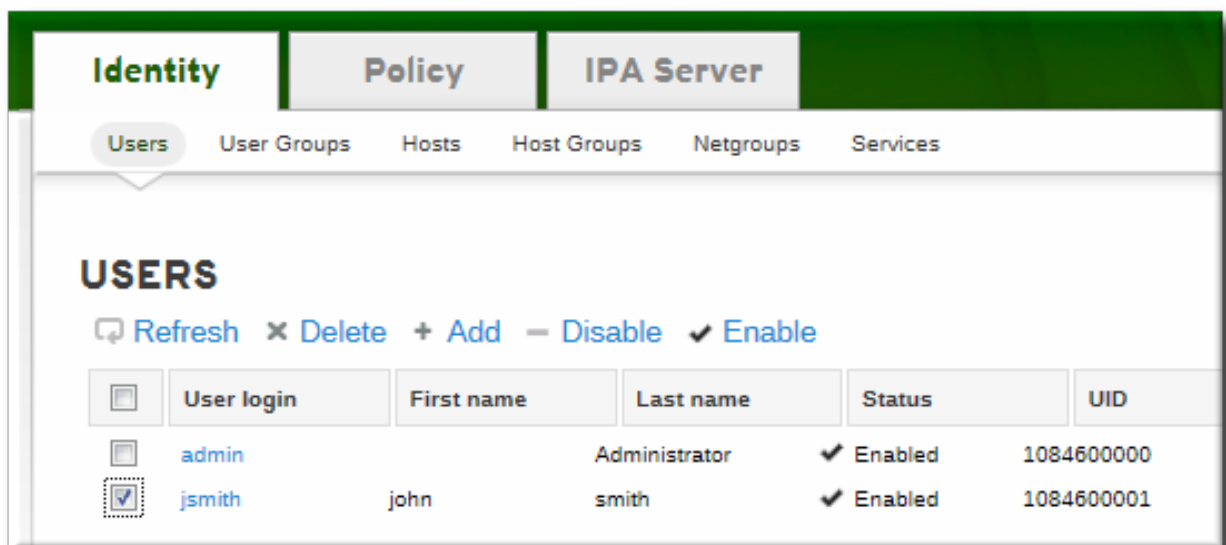 Identity Policy IPA Server
Users User Groups Hosts Host Groups Netgroups Services
USERS
Refresh Delete Add Disable Enable
User login First name Last name Status UID
admin Administrator Enabled 1084600000
jsmith john smith Enabled 1084600001